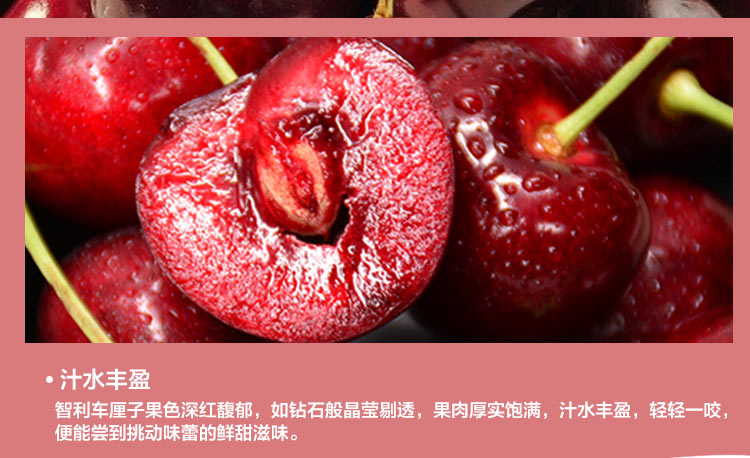 • 汁水丰盈
智利车厘子果色深红馥郁，如钻石般晶莹剔透，果肉厚实饱满，汁水丰盈，轻轻一咬，
便能尝到挑动味蕾的鲜甜滋味。